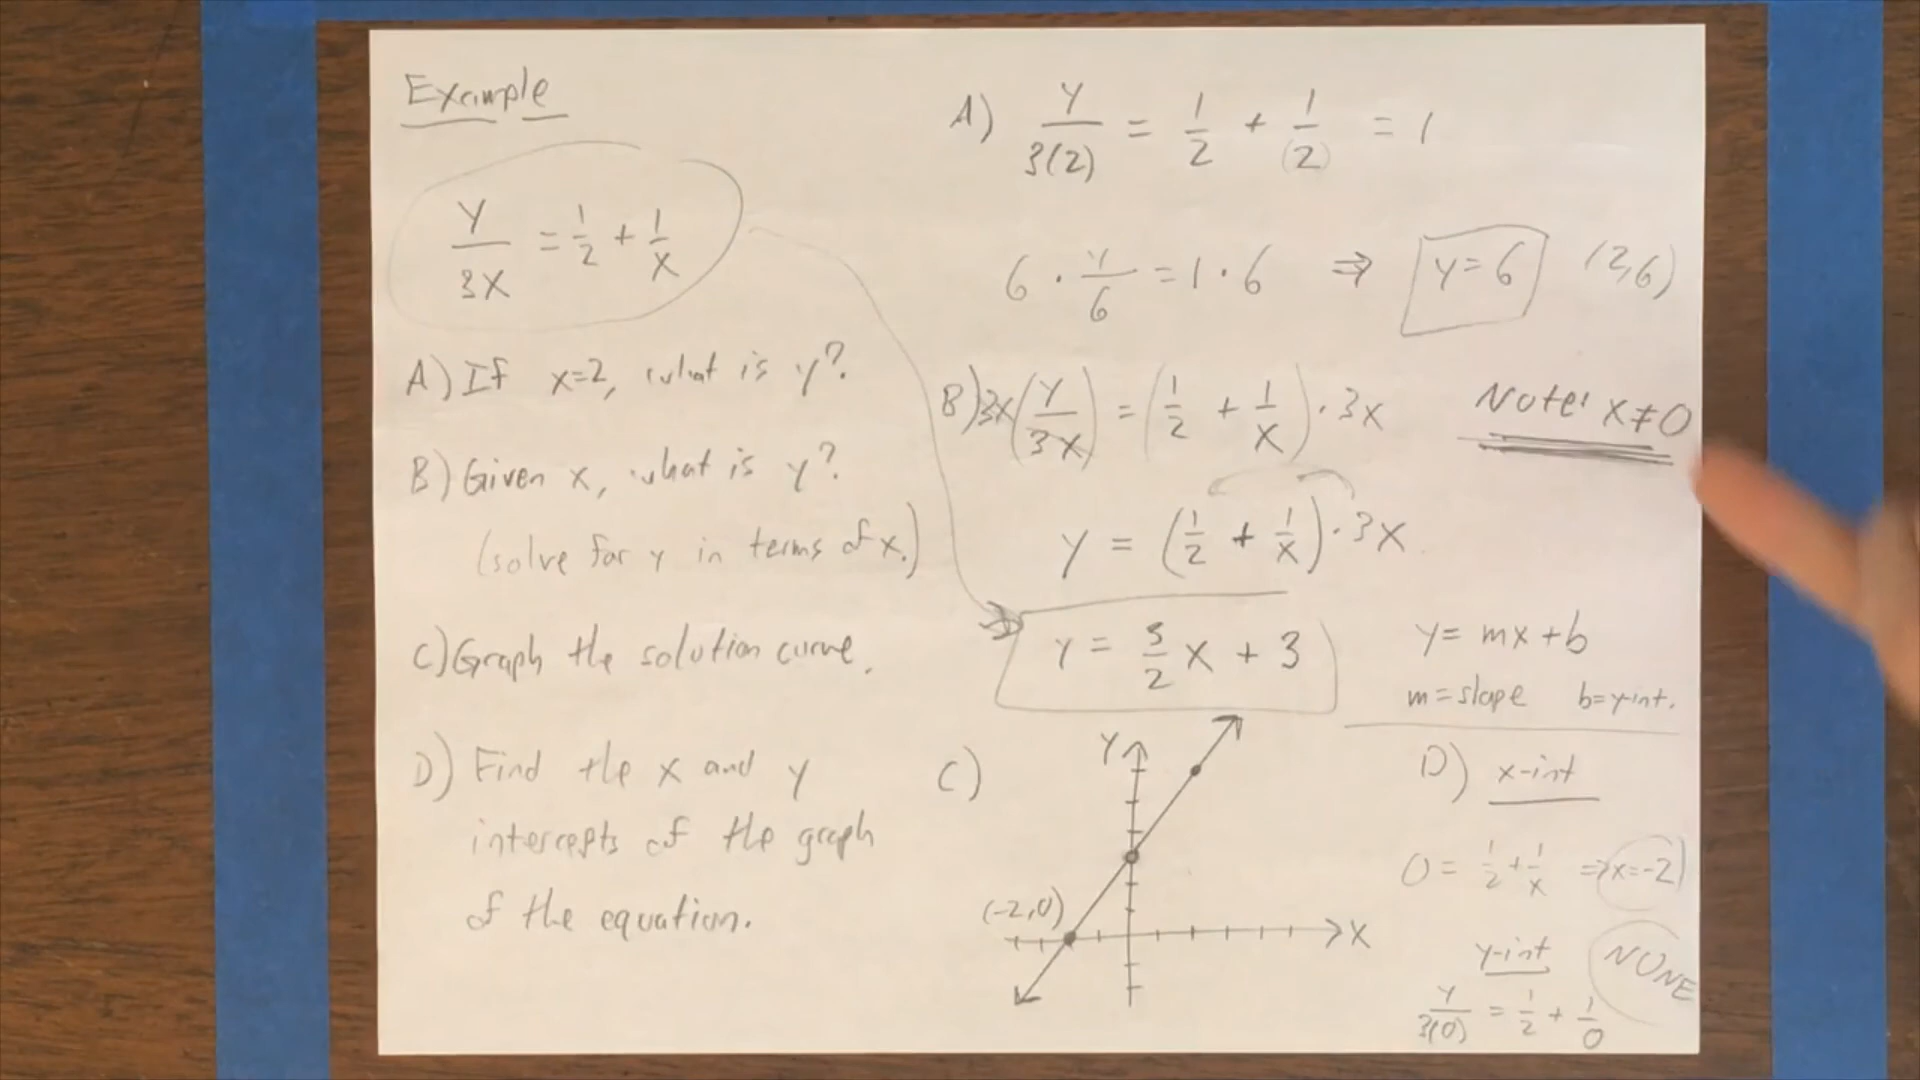 Example
y/3x = 1/2 + 1/x
A) If x=2, what is y?
B) Given x, what is y?
(solve for y in terms of x.)
C) Graph the solution curve.
D) Find the x and y
intercepts of the graph
of the equation.
A) y/3(2) = 1/2 + 1/(2) = 1
6 · y/6 = 1 · 6 ⇒ y=6 (2,6)
B) 3x(y/3x) = (1/2 + 1/x) · 3x
Note: x≠0
y = (1/2 + 1/x) · 3x
y = 3/2 x + 3
y = mx + b
m = slope b = y-int.
C)
y
(-2,0)
x
D) x-int
0 = 1/2 + 1/x ⇒ x=-2
y-int
NONE
y/3(0) = 1/2 + 1/0